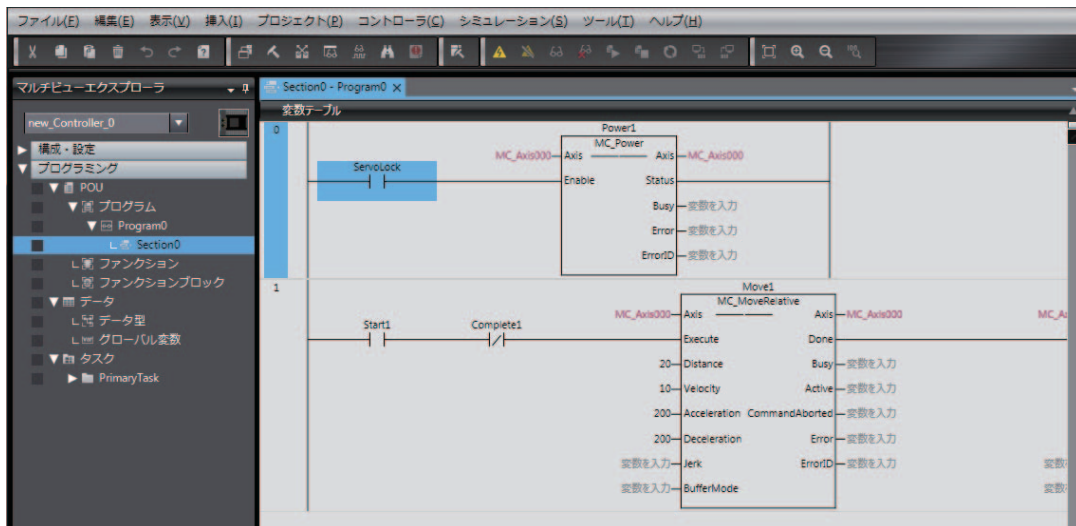 ファイル(F) 編集(E) 表示(V) 挿入(I) プロジェクト(P) コントローラ(C) シミュレーション(S) ツール(T) ヘルプ(H)
マルチビューエクスプローラ
new_Controller_0
構成・設定
プログラミング
POU
プログラム
Program0
Section0
ファンクション
ファンクションブロック
データ
データ型
グローバル変数
タスク
PrimaryTask
Section0 - Program0
変数テーブル
0
Power1
MC_Power
MC_Axis000 Axis Axis MC_Axis000
ServoLock
Enable Status
Busy 変数を入力
Error 変数を入力
ErrorID 変数を入力
1
Move1
MC_MoveRelative
MC_Axis000 Axis Axis MC_Axis000 MC_A
Start1 Complete1
Execute Done
20 Distance Busy 変数を入力
10 Velocity Active 変数を入力
200 Acceleration CommandAborted 変数を入力
200 Deceleration Error 変数を入力
変数を入力 Jerk ErrorID 変数を入力 変数
変数を入力 BufferMode 変数